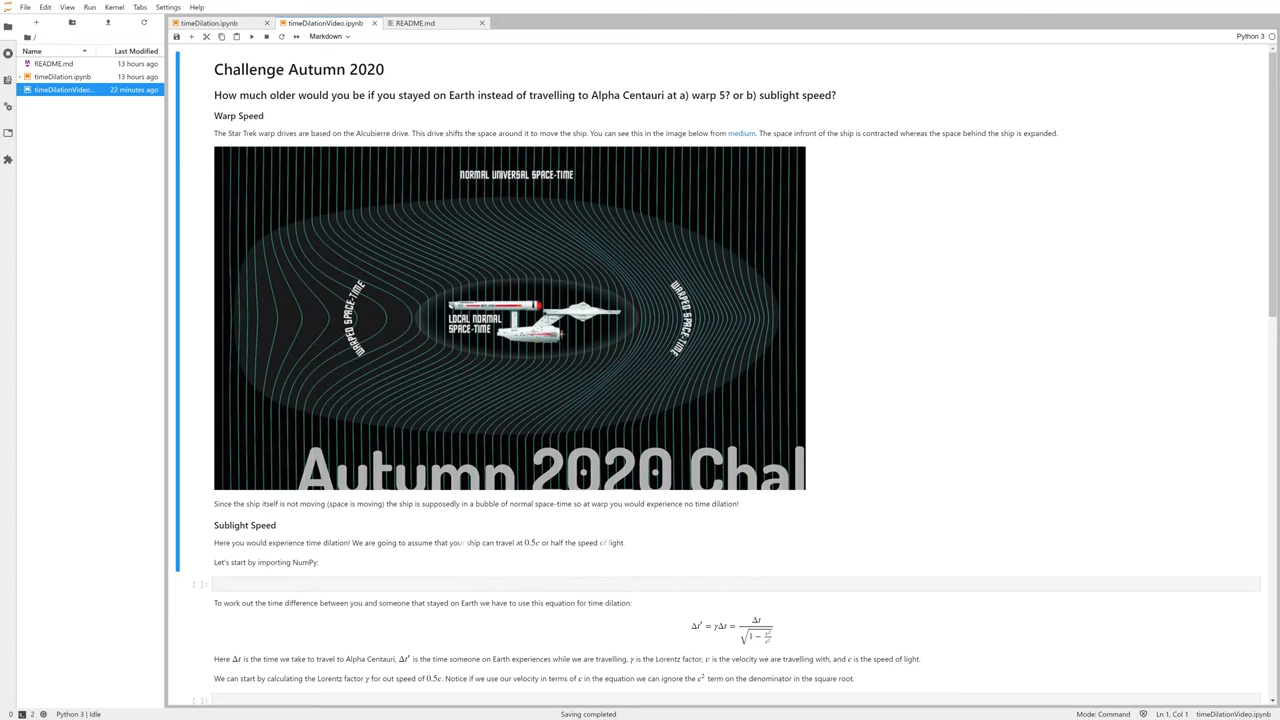 File Edit View Run Kernel Tabs Settings Help
timeDilation.ipynb timeDilationVideo.ipynb README.md
Markdown Python 3
/
Name Last Modified
README.md 13 hours ago
timeDilation.ipynb 13 hours ago
timeDilationVideo... 22 minutes ago
Challenge Autumn 2020
How much older would you be if you stayed on Earth instead of travelling to Alpha Centauri at a) warp 5? or b) sublight speed?
Warp Speed
The Star Trek warp drives are based on the Alcubierre drive. This drive shifts the space around it to move the ship. You can see this in the image below from medium. The space infront of the ship is contracted whereas the space behind the ship is expanded.
NORMAL UNIVERSAL SPACE-TIME
WARPED SPACE-TIME
LOCAL NORMAL
SPACE-TIME
WARPED SPACE-TIME
Autumn 2020 Chal
Since the ship itself is not moving (space is moving) the ship is supposedly in a bubble of normal space-time so at warp you would experience no time dilation!
Sublight Speed
Here you would experience time dilation! We are going to assume that your ship can travel at 0.5c or half the speed of light.
Let's start by importing NumPy:
[ ]:
To work out the time difference between you and someone that stayed on Earth we have to use this equation for time dilation:
Δt′ = γΔt = Δt / √(1 − v²/c²)
Here Δt is the time we take to travel to Alpha Centauri, Δt′ is the time someone on Earth experiences while we are travelling, γ is the Lorentz factor, v is the velocity we are travelling with, and c is the speed of light.
We can start by calculating the Lorentz factor γ for out speed of 0.5c. Notice if we use our velocity in terms of c in the equation we can ignore the c² term on the denominator in the square root.
[ ]:
0 2 Python 3 | Idle Saving completed Mode: Command Ln 1, Col 1 timeDilationVideo.ipynb